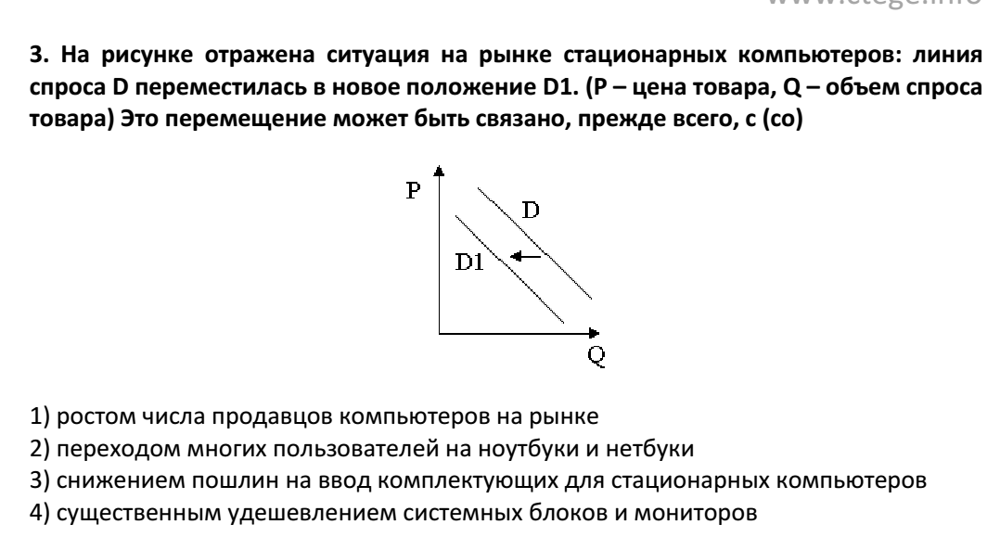 3. На рисунке отражена ситуация на рынке стационарных компьютеров: линия
спроса D переместилась в новое положение D1. (P – цена товара, Q – объем спроса
товара) Это перемещение может быть связано, прежде всего, с (со)
P
D
D1
Q
1) ростом числа продавцов компьютеров на рынке
2) переходом многих пользователей на ноутбуки и нетбуки
3) снижением пошлин на ввод комплектующих для стационарных компьютеров
4) существенным удешевлением системных блоков и мониторов